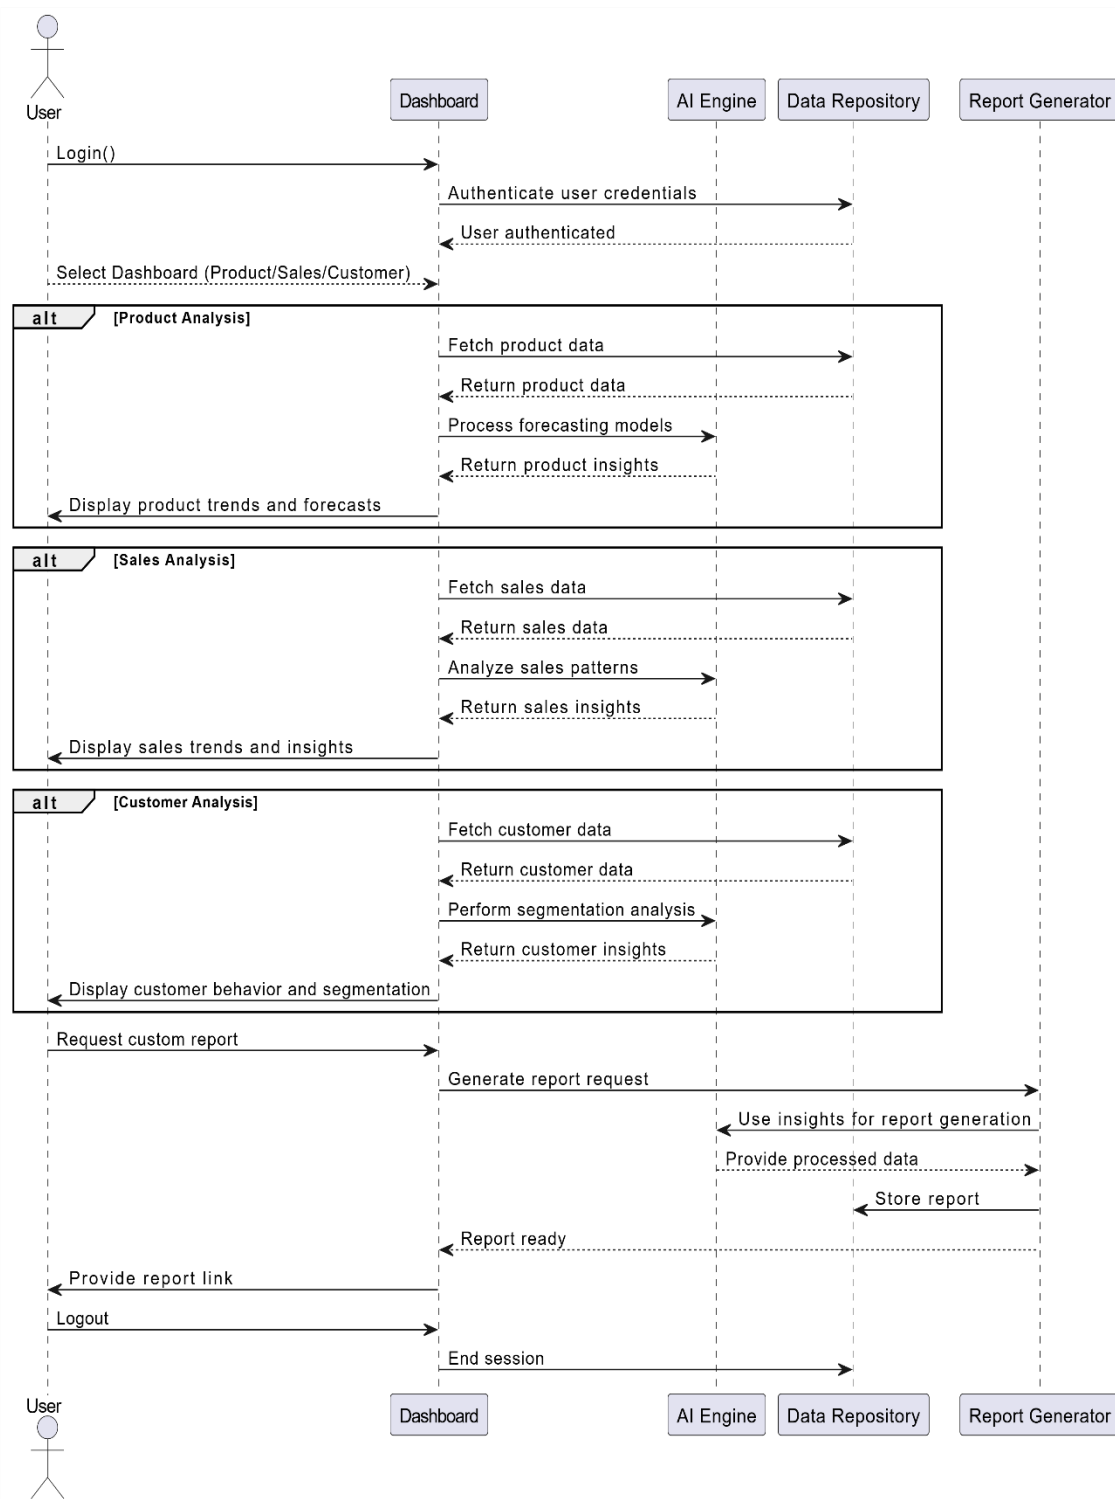 User
Dashboard
AI Engine
Data Repository
Report Generator
Login()
Authenticate user credentials
User authenticated
Select Dashboard (Product/Sales/Customer)
alt [Product Analysis]
Fetch product data
Return product data
Process forecasting models
Return product insights
Display product trends and forecasts
alt [Sales Analysis]
Fetch sales data
Return sales data
Analyze sales patterns
Return sales insights
Display sales trends and insights
alt [Customer Analysis]
Fetch customer data
Return customer data
Perform segmentation analysis
Return customer insights
Display customer behavior and segmentation
Request custom report
Generate report request
Use insights for report generation
Provide processed data
Store report
Report ready
Provide report link
Logout
End session
User
Dashboard
AI Engine
Data Repository
Report Generator